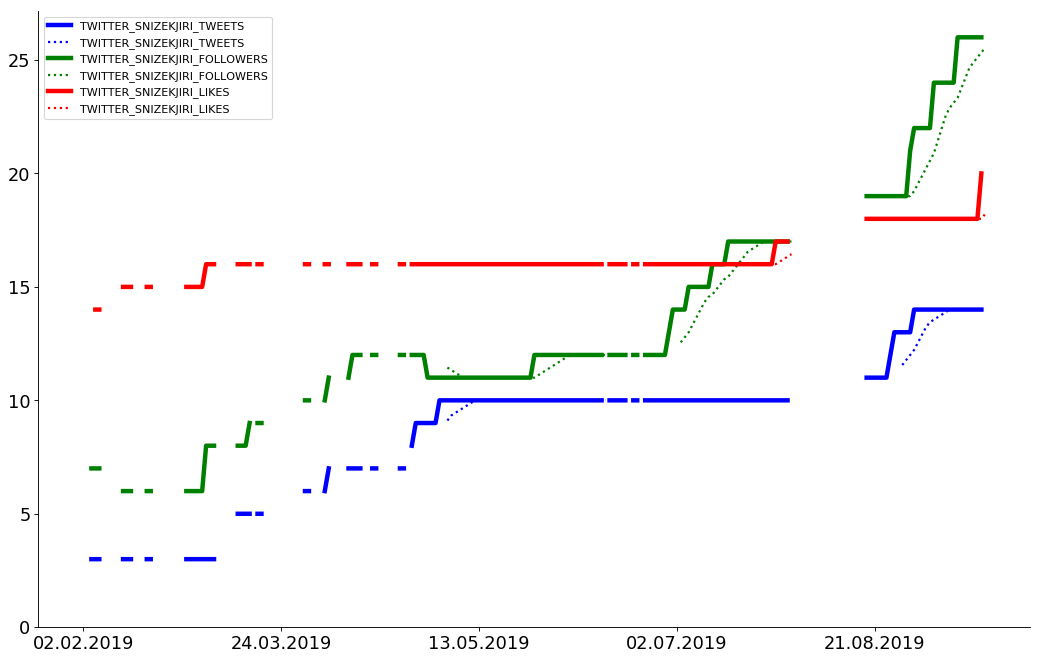 TWITTER_SNIZEKJIRI_TWEETS
TWITTER_SNIZEKJIRI_TWEETS
TWITTER_SNIZEKJIRI_FOLLOWERS
TWITTER_SNIZEKJIRI_FOLLOWERS
TWITTER_SNIZEKJIRI_LIKES
TWITTER_SNIZEKJIRI_LIKES
25
20
15
10
5
0
02.02.2019 24.03.2019 13.05.2019 02.07.2019 21.08.2019